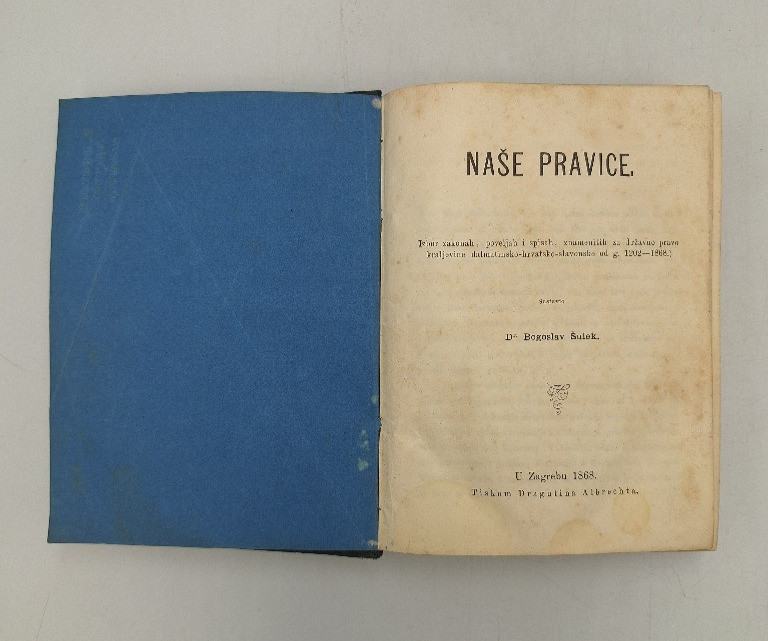 NAŠE PRAVICE.
Izbor zakonah, poveljah i spisah, znamenitih za državno pravo
kraljevine dalmatinsko-hrvatsko-slavonske od g. 1202—1868.)
Sastavio
Dr. Bogoslav Šulek.
U Zagrebu 1868.
Tiskom Dragutina Albrechta.